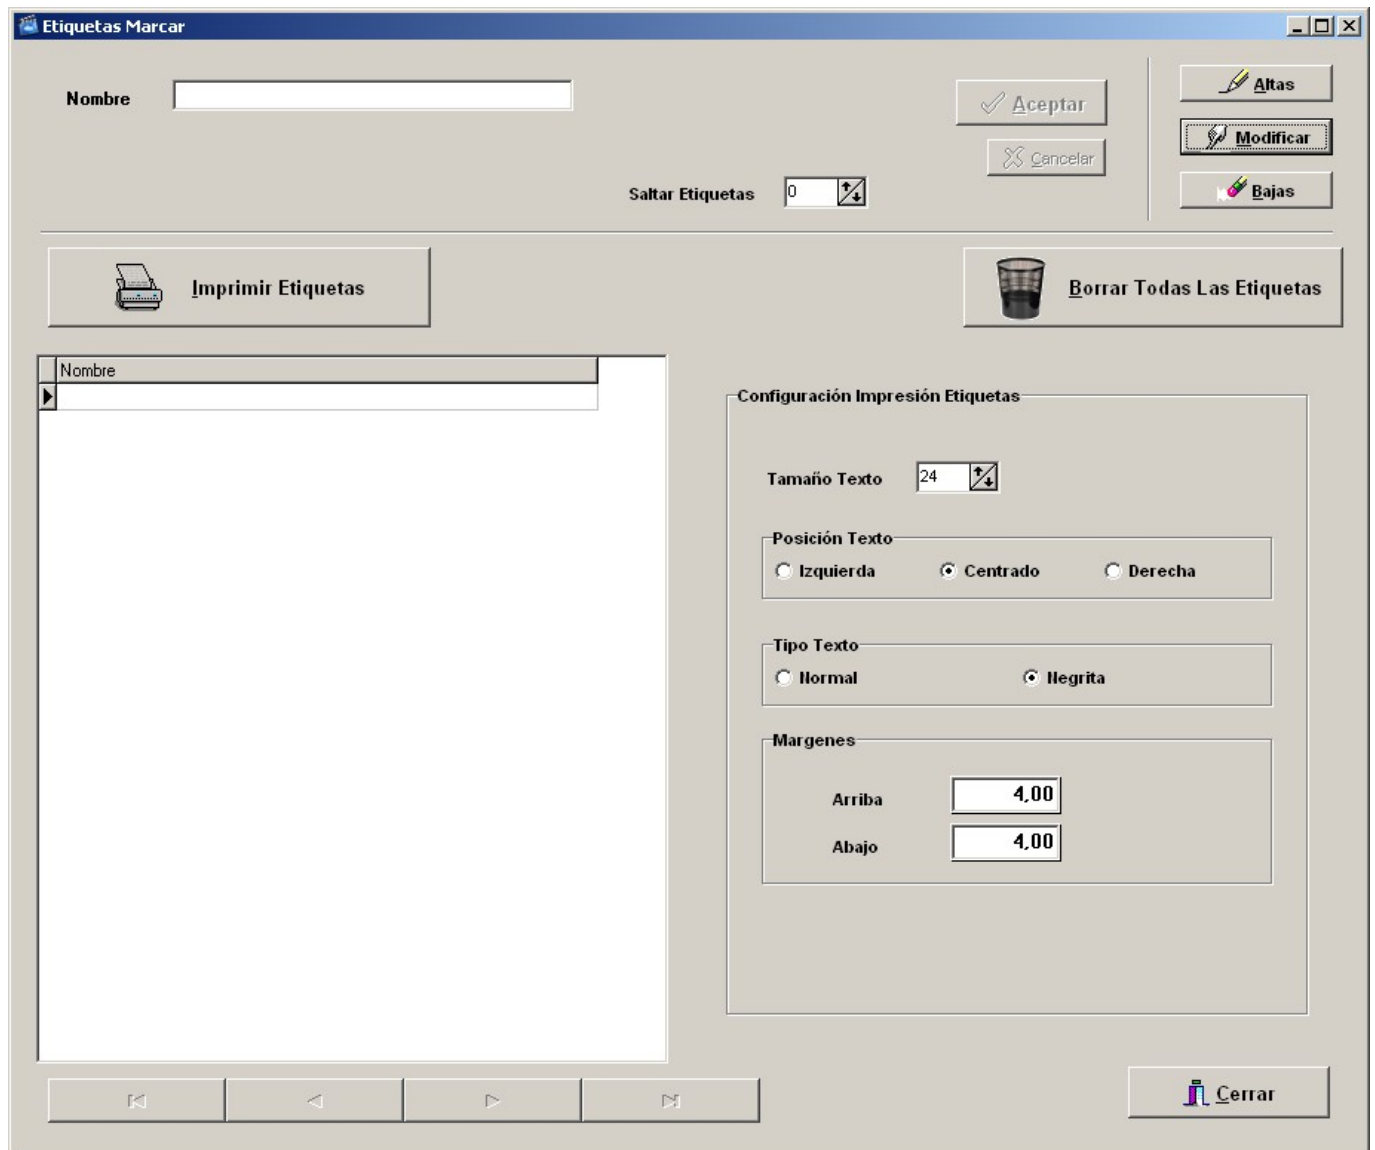 Etiquetas Marcar
Nombre
Aceptar
Cancelar
Altas
Modificar
Bajas
Saltar Etiquetas 0
Imprimir Etiquetas
Borrar Todas Las Etiquetas
Nombre
Configuración Impresión Etiquetas
Tamaño Texto 24
Posición Texto
Izquierda Centrado Derecha
Tipo Texto
Normal Negrita
Margenes
Arriba 4,00
Abajo 4,00
Cerrar